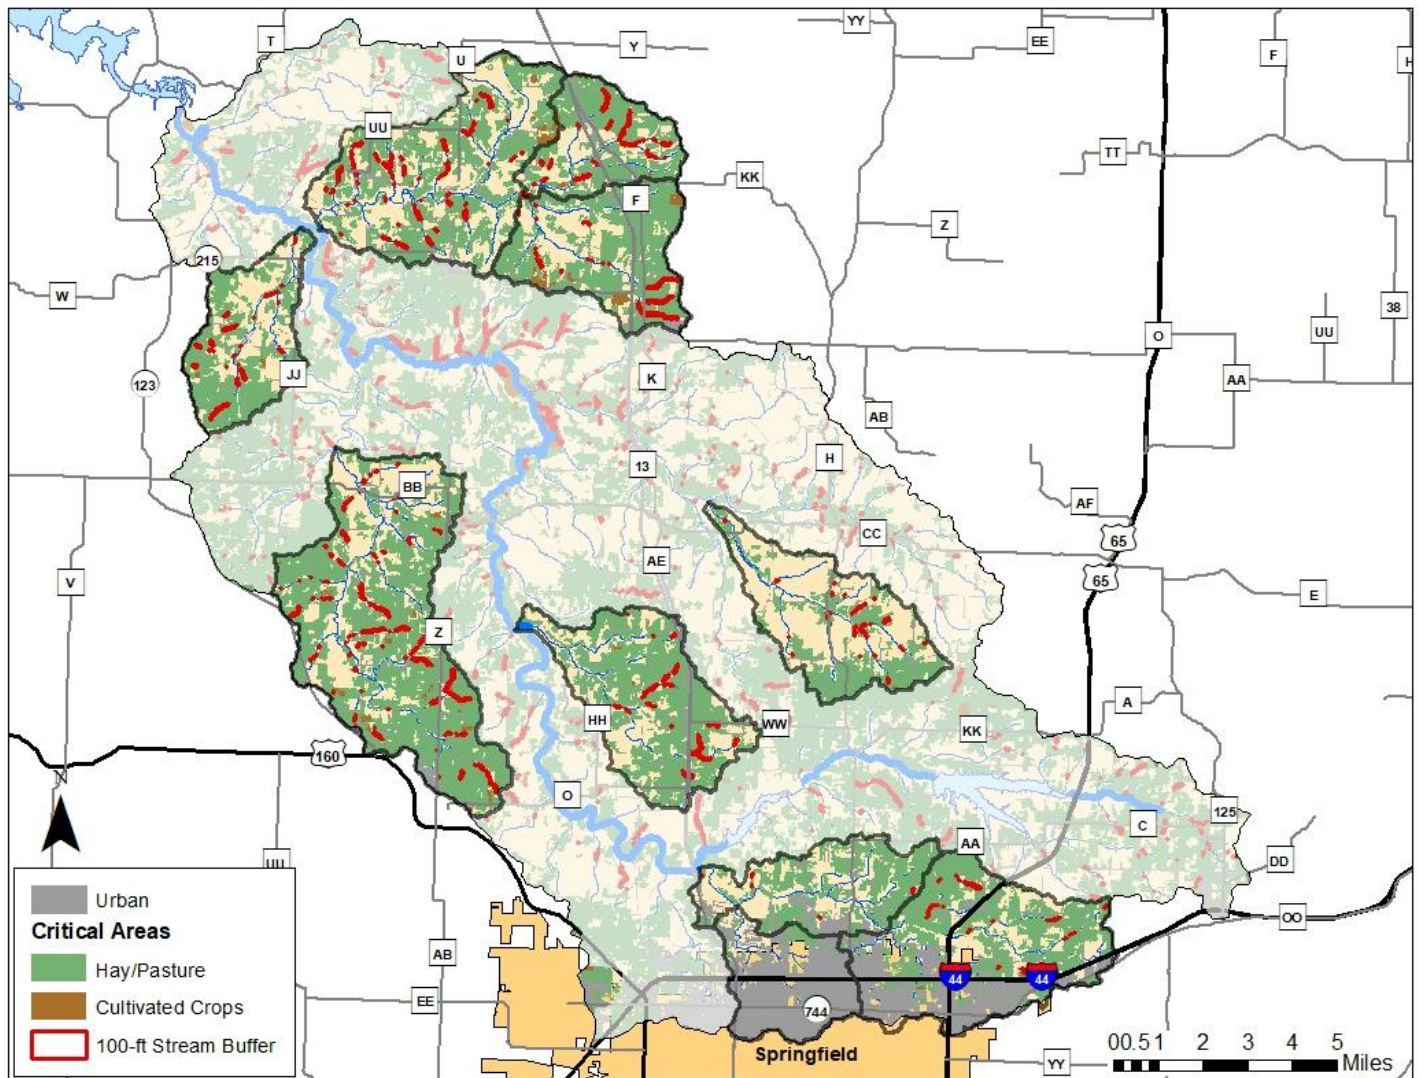 T
U
Y
YY
EE
F
H
UU
TT
KK
F
Z
215
W
38
UU
O
JJ
K
123
AA
AB
13
H
BB
AF
CC
65
AE
65
V
E
Z
A
HH
WW
KK
160
N
O
125
C
AA
DD
UU
OO
Urban
Critical Areas
Hay/Pasture
Cultivated Crops
100-ft Stream Buffer
AB
EE
44
44
744
Springfield
YY
00.5 1 2 3 4 5
Miles